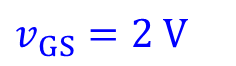 v_GS = 2 V